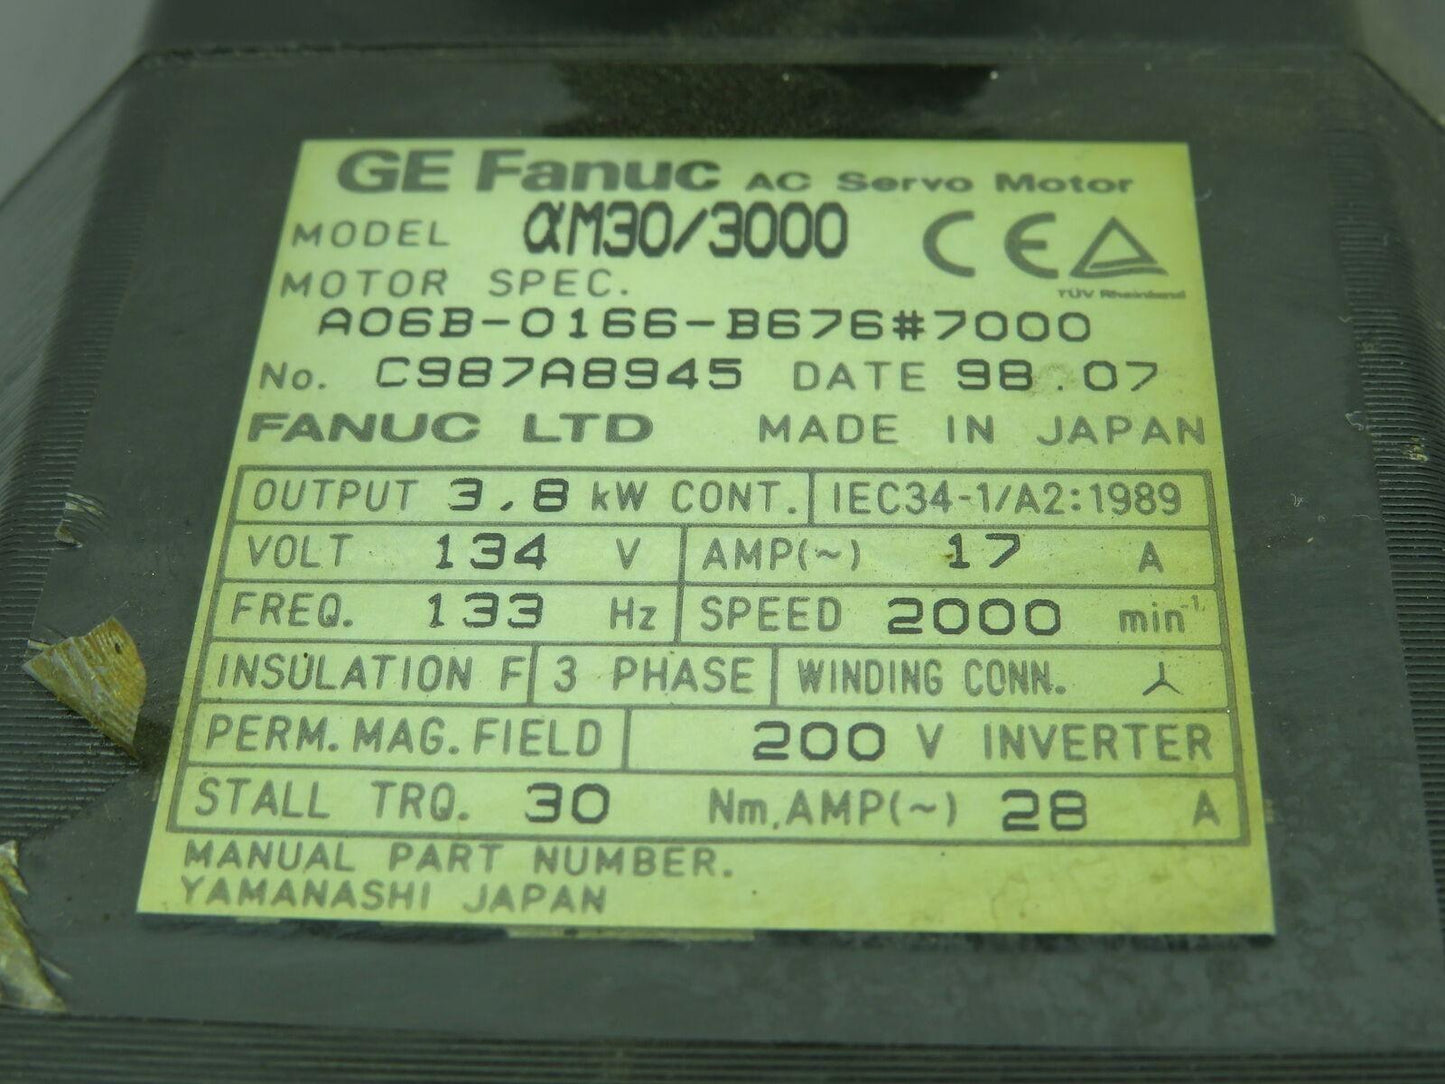 GE Fanuc AC Servo Motor
MODEL αM30/3000 CE
TÜV Rheinland
MOTOR SPEC.
A06B-0166-B676#7000
No. C987A8945 DATE 98.07
FANUC LTD MADE IN JAPAN
OUTPUT 3.8 kW CONT. IEC34-1/A2:1989
VOLT 134 V AMP(~) 17 A
FREQ. 133 Hz SPEED 2000 min⁻¹
INSULATION F 3 PHASE WINDING CONN.
PERM.MAG.FIELD 200 V INVERTER
STALL TRQ. 30 Nm,AMP(~) 28 A
MANUAL PART NUMBER.
YAMANASHI JAPAN